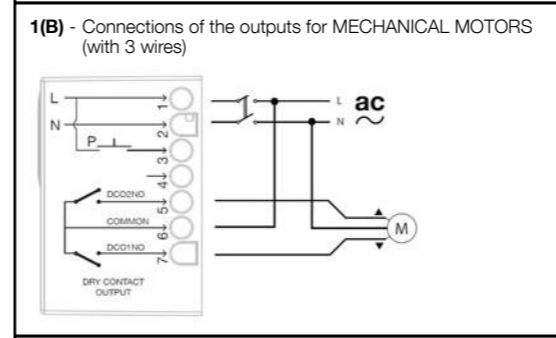 1(B) - Connections of the outputs for MECHANICAL MOTORS
(with 3 wires)
L
1
L
ac
N
2
N
P
3
4
DCO2NO
5
COMMON
6
M
DCO1NO
7
DRY CONTACT
OUTPUT